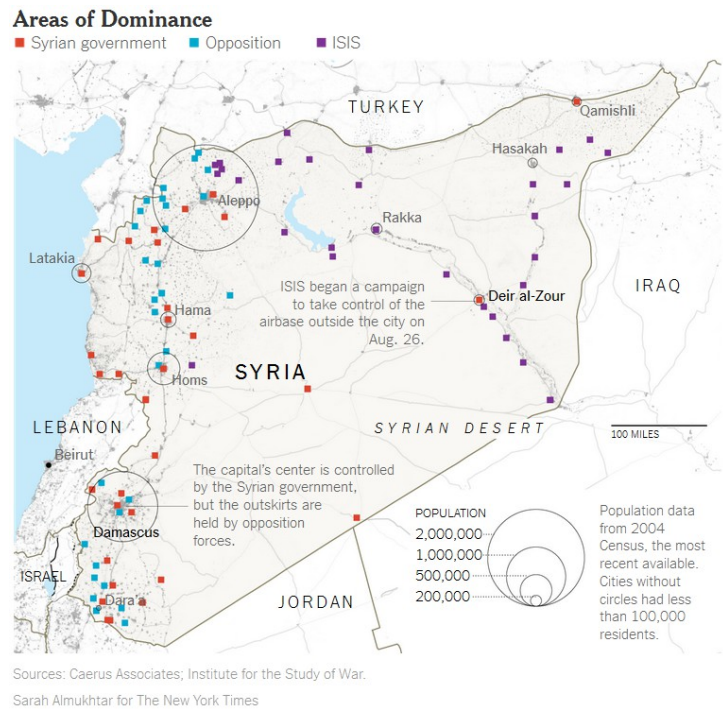 Areas of Dominance
Syrian government Opposition ISIS
TURKEY
Qamishli
Hasakah
Aleppo
Rakka
Latakia
IRAQ
Deir al-Zour
ISIS began a campaign
to take control of the
airbase outside the city on
Aug. 26.
Hama
SYRIA
Homs
LEBANON
SYRIAN DESERT
100 MILES
Beirut
The capital's center is controlled
by the Syrian government,
but the outskirts are
held by opposition
forces.
Damascus
ISRAEL
Dara'a
JORDAN
POPULATION
2,000,000
1,000,000
500,000
200,000
Population data
from 2004
Census, the most
recent available.
Cities without
circles had less
than 100,000
residents.
Sources: Caerus Associates; Institute for the Study of War.
Sarah Almukhtar for The New York Times